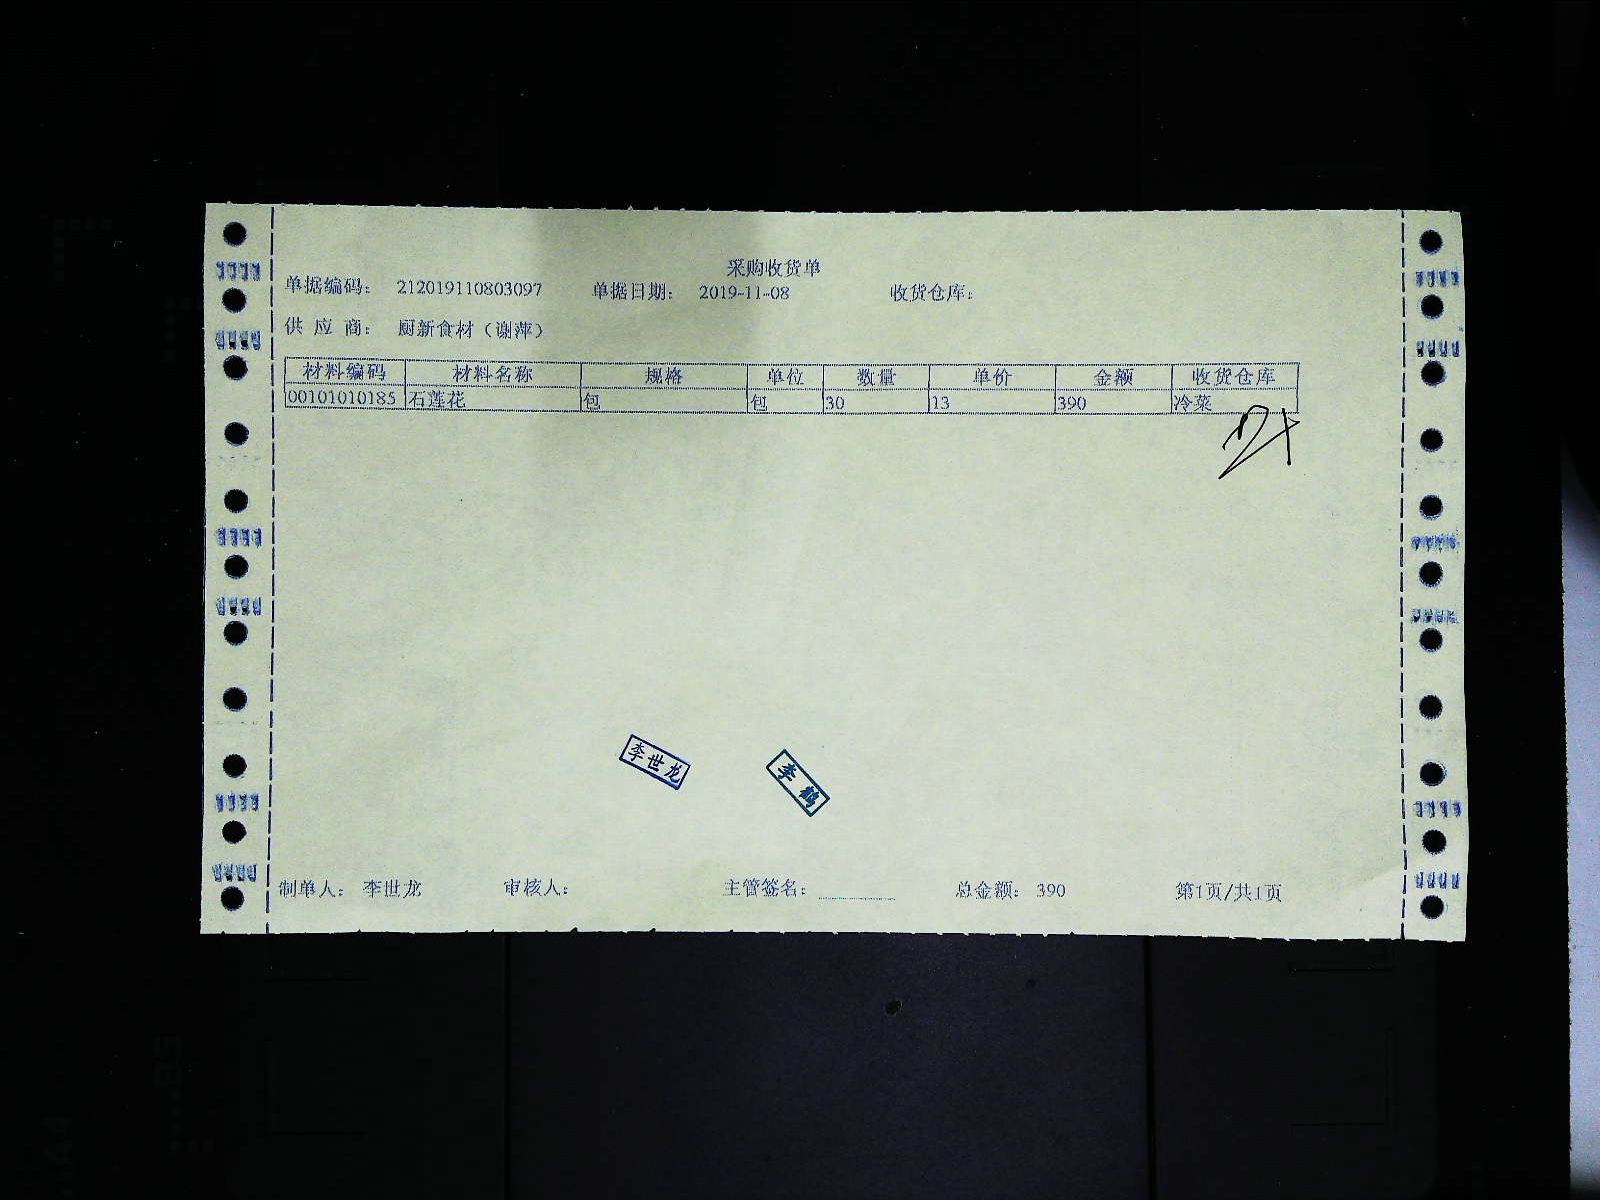 采购收货单
单据编码： 212019110803097 单据日期： 2019-11-08 收货仓库：
供 应 商： 厨新食材（谢萍）
材料编码 材料名称 规格 单位 数量 单价 金额 收货仓库
00101010185 石莲花 包 包 30 13 390 冷菜
李世龙
李鹤
制单人： 李世龙 审核人： 主管签名： 总金额： 390 第1页/共1页